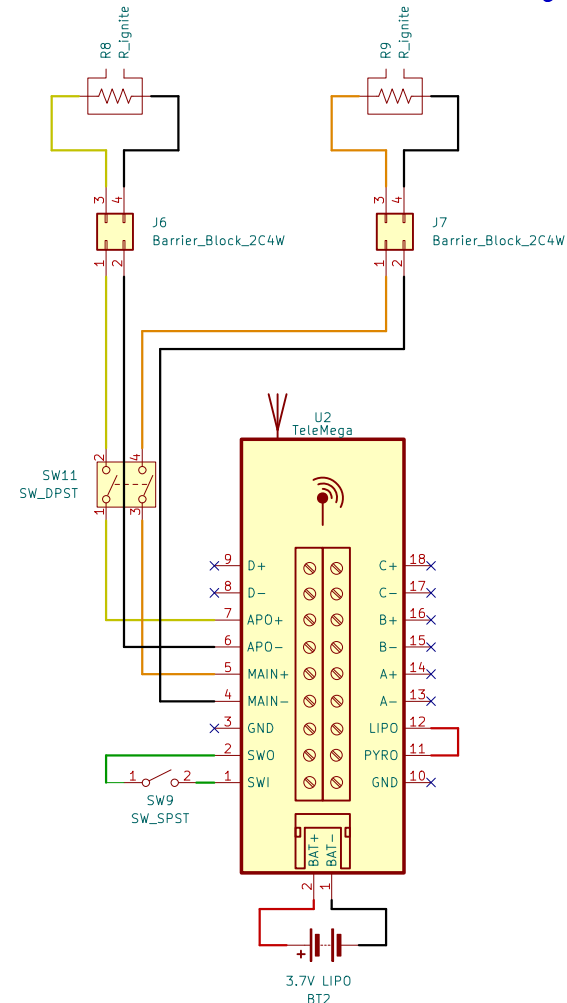 R8
R_ignite
R9
R_ignite
3
4
3
4
J6
Barrier_Block_2C4W
J7
Barrier_Block_2C4W
1
2
1
2
U2
TeleMega
2
4
SW11
SW_DPST
1
3
9 D+ C+ 18
8 D- C- 17
7 APO+ B+ 16
6 APO- B- 15
5 MAIN+ A+ 14
4 MAIN- A- 13
3 GND LIPO 12
2 SWO PYRO 11
1 SWI GND 10
1
2
SW9
SW_SPST
BAT+
BAT-
2
1
+
3.7V LIPO
BT2